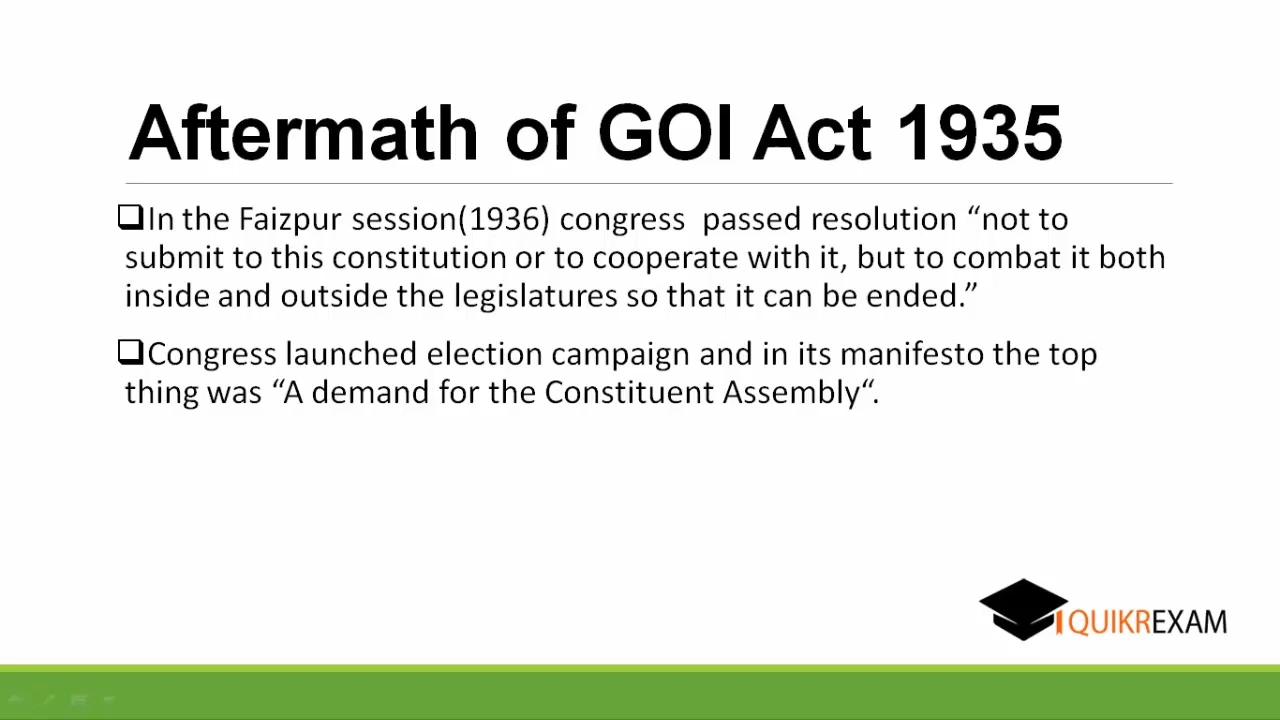 Aftermath of GOI Act 1935
❑In the Faizpur session(1936) congress  passed resolution “not to
submit to this constitution or to cooperate with it, but to combat it both
inside and outside the legislatures so that it can be ended.”
❑Congress launched election campaign and in its manifesto the top
thing was “A demand for the Constituent Assembly“.
QUIKREXAM